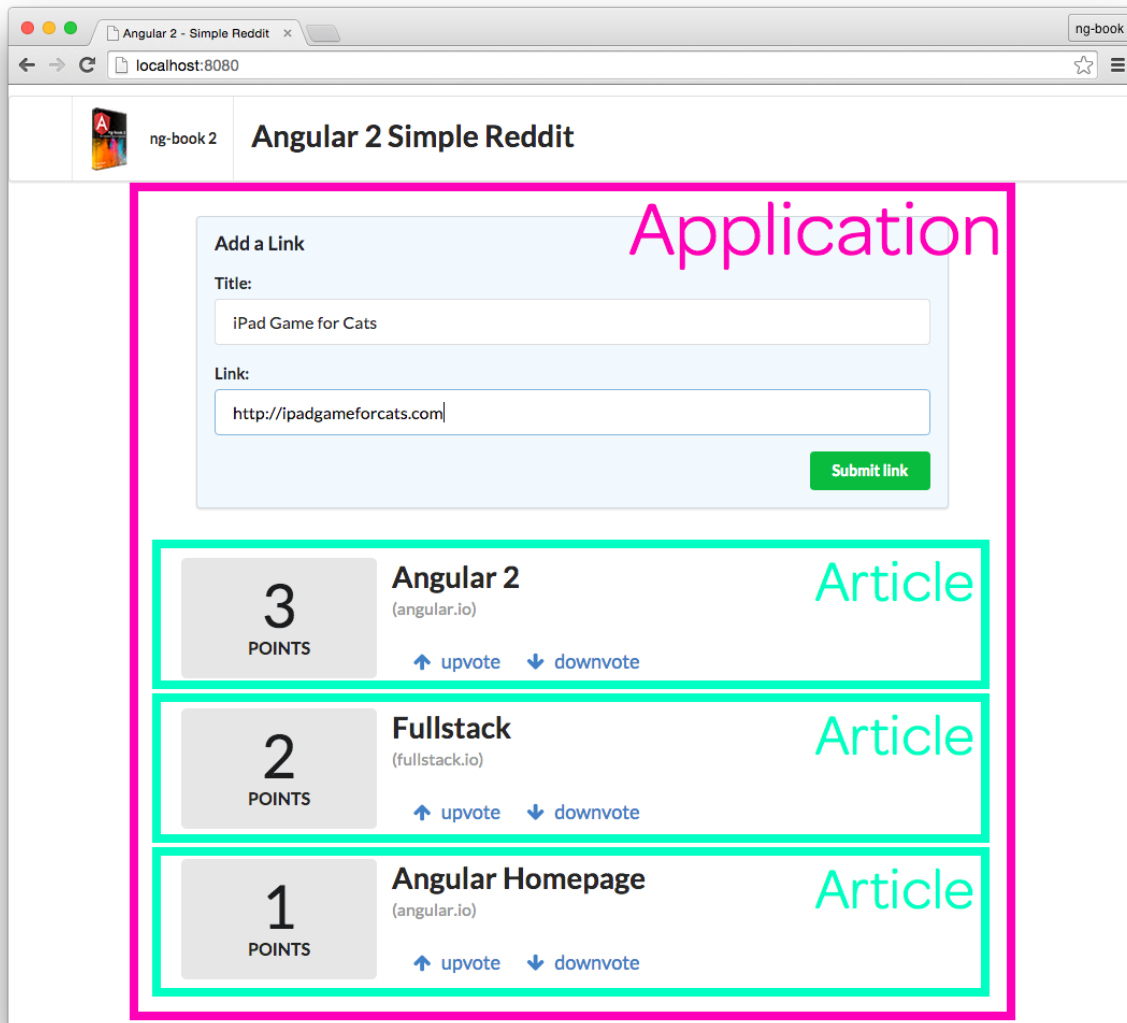 Angular 2 - Simple Reddit
ng-book
localhost:8080
ng-book 2
Angular 2 Simple Reddit
Application
Add a Link
Title:
iPad Game for Cats
Link:
http://ipadgameforcats.com
Submit link
Article
3
POINTS
Angular 2
(angular.io)
upvote downvote
Article
2
POINTS
Fullstack
(fullstack.io)
upvote downvote
Article
1
POINTS
Angular Homepage
(angular.io)
upvote downvote